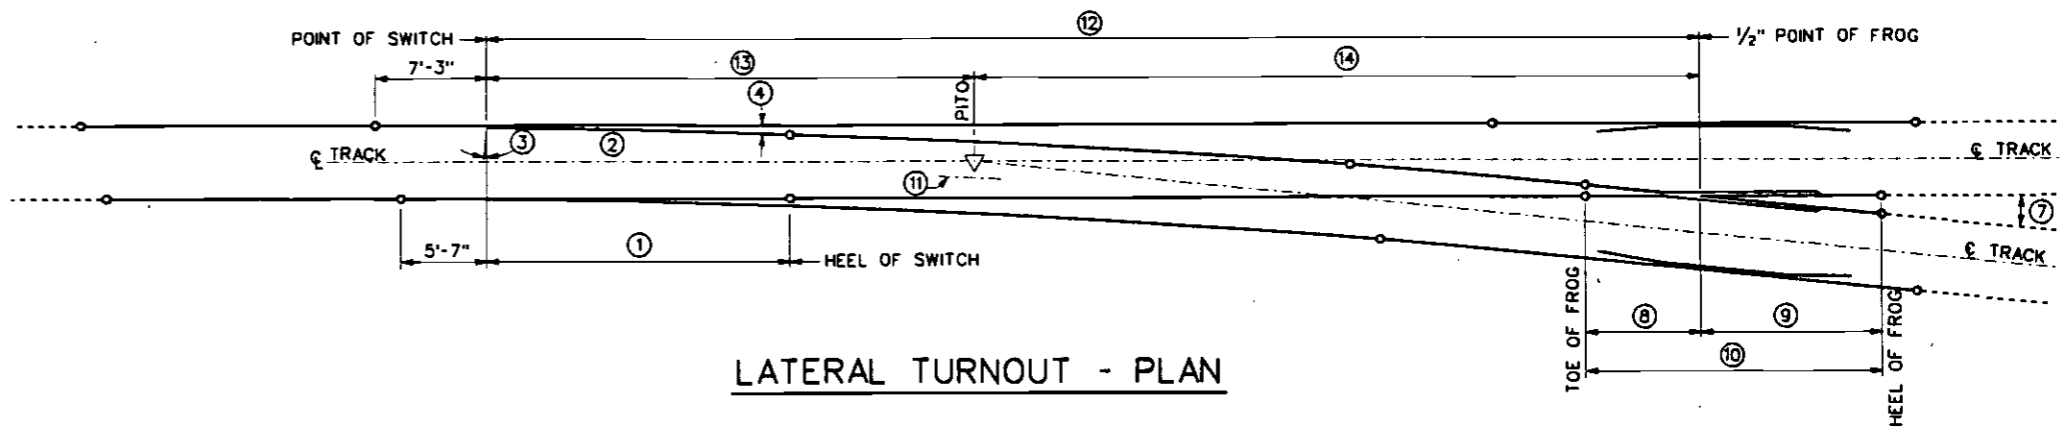 ⑫
POINT OF SWITCH
1/2" POINT OF FROG
7'-3"
⑬
⑭
④
PITO
③
②
℄ TRACK
℄ TRACK
⑪
⑦
5'-7"
①
HEEL OF SWITCH
℄ TRACK
TOE OF FROG
⑧
⑨
HEEL OF FROG
⑩
LATERAL TURNOUT - PLAN